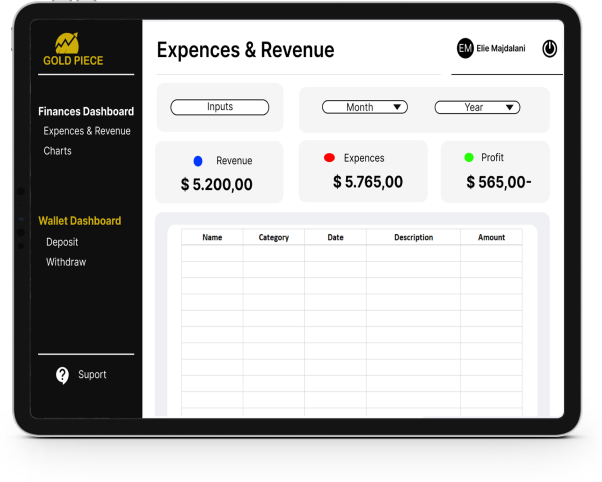 GOLD PIECE
Finances Dashboard
Expences & Revenue
Charts
Wallet Dashboard
Deposit
Withdraw
Suport
Expences & Revenue
EM Elie Majdalani
Inputs
Month
Year
Revenue
$ 5.200,00
Expences
$ 5.765,00
Profit
$ 565,00-
Name Category Date Description Amount